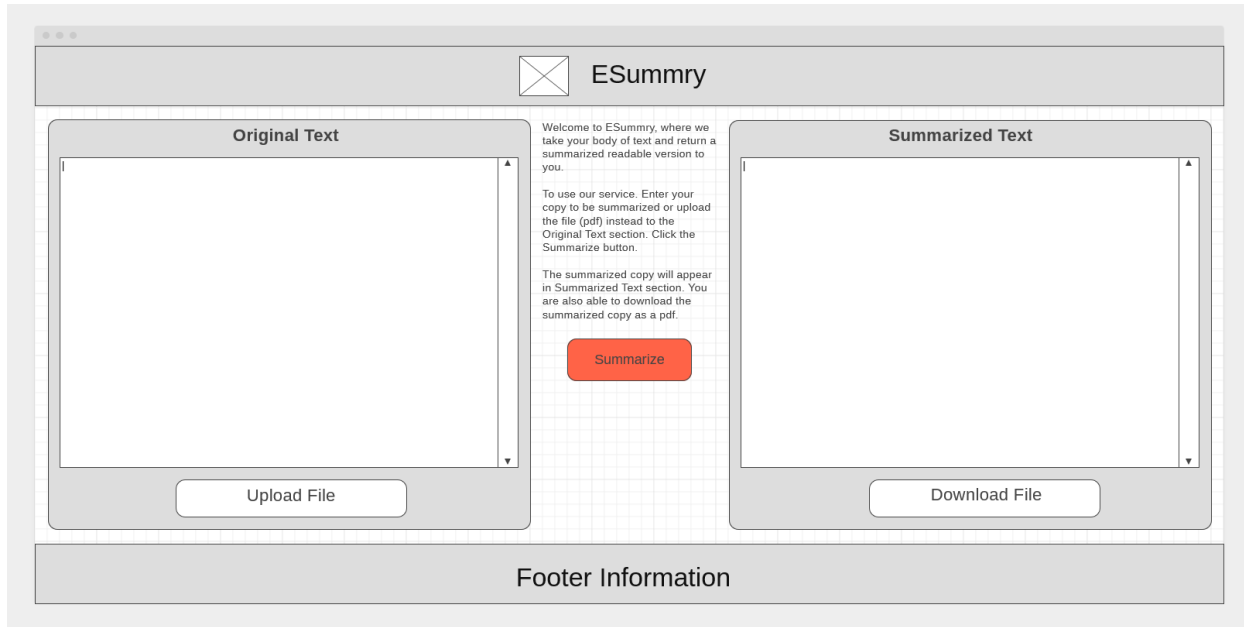 ESummry
Original Text
Welcome to ESummry, where we
take your body of text and return a
summarized readable version to
you.
To use our service. Enter your
copy to be summarized or upload
the file (pdf) instead to the
Original Text section. Click the
Summarize button.
The summarized copy will appear
in Summarized Text section. You
are also able to download the
summarized copy as a pdf.
Summarize
Summarized Text
Upload File
Download File
Footer Information